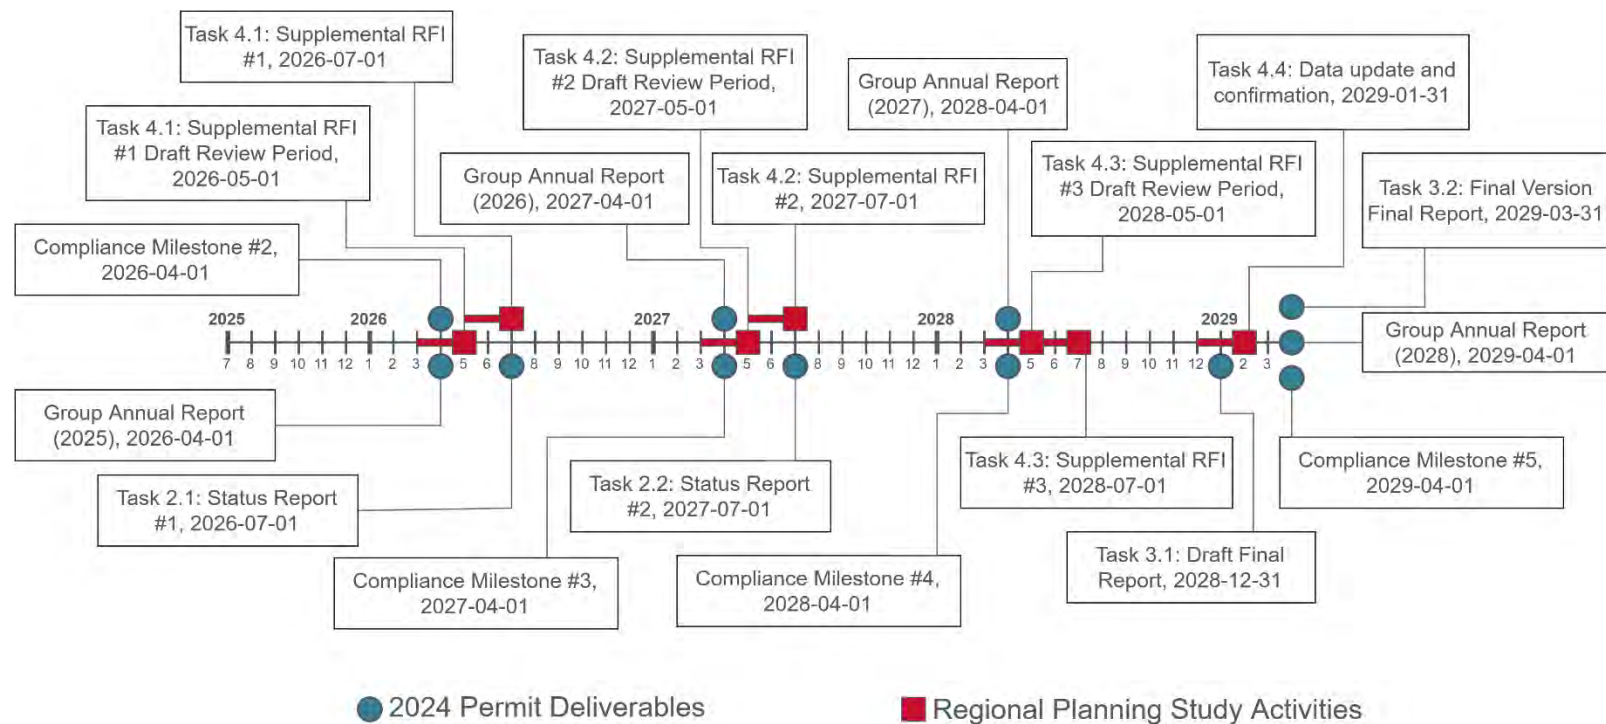 Task 4.1: Supplemental RFI
#1, 2026-07-01
Task 4.2: Supplemental RFI
#2 Draft Review Period,
2027-05-01
Group Annual Report
(2027), 2028-04-01
Task 4.4: Data update and
confirmation, 2029-01-31
Task 4.1: Supplemental RFI
#1 Draft Review Period,
2026-05-01
Group Annual Report
(2026), 2027-04-01
Task 4.2: Supplemental RFI
#2, 2027-07-01
Task 4.3: Supplemental RFI
#3 Draft Review Period,
2028-05-01
Task 3.2: Final Version
Final Report, 2029-03-31
Compliance Milestone #2,
2026-04-01
2025 2026 2027 2028 2029
7 8 9 10 11 12 1 2 3 5 6 8 9 10 11 12 1 2 3 5 6 8 9 10 11 12 1 2 3 5 6 7 8 9 10 11 12 2 3
Group Annual Report
(2028), 2029-04-01
Group Annual Report
(2025), 2026-04-01
Task 2.1: Status Report
#1, 2026-07-01
Compliance Milestone #3,
2027-04-01
Task 2.2: Status Report
#2, 2027-07-01
Compliance Milestone #4,
2028-04-01
Task 4.3: Supplemental RFI
#3, 2028-07-01
Task 3.1: Draft Final
Report, 2028-12-31
Compliance Milestone #5,
2029-04-01
2024 Permit Deliverables
Regional Planning Study Activities